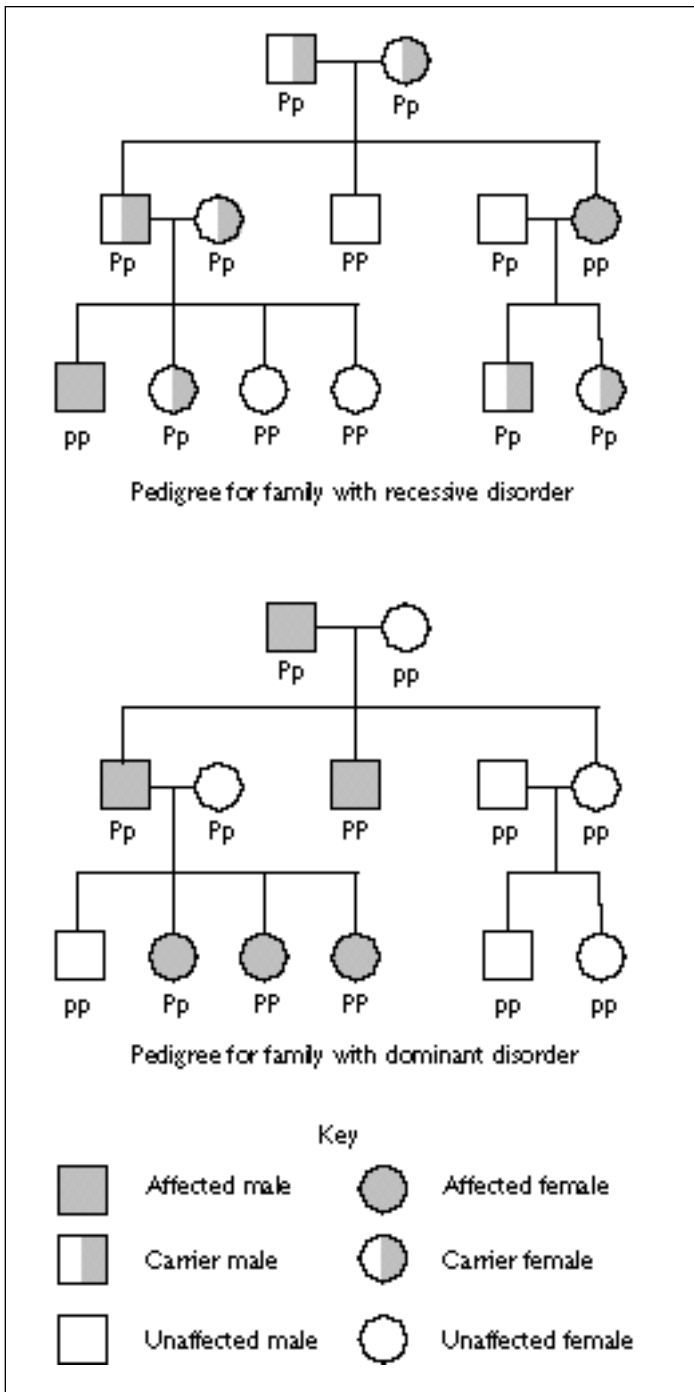 Pp Pp
Pp Pp PP Pp pp
pp Pp PP PP Pp Pp
Pedigree for family with recessive disorder
Pp pp
Pp Pp PP pp pp
pp Pp PP PP pp pp
Pedigree for family with dominant disorder
Key
Affected male Affected female
Carrier male Carrier female
Unaffected male Unaffected female